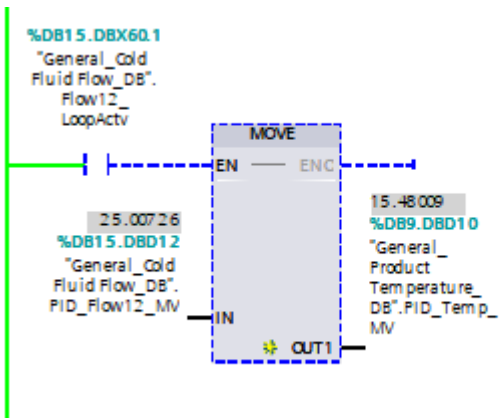 %DB15.DBX60.1
"General_Cold
Fluid Flow_DB".
Flow12_
LoopActv
MOVE
EN
ENO
25.00726
%DB15.DBD12
"General_Cold
Fluid Flow_DB".
PID_Flow12_MV
IN
15.48009
%DB9.DBD10
"General_
Product
Temperature_
DB".PID_Temp_
MV
OUT1